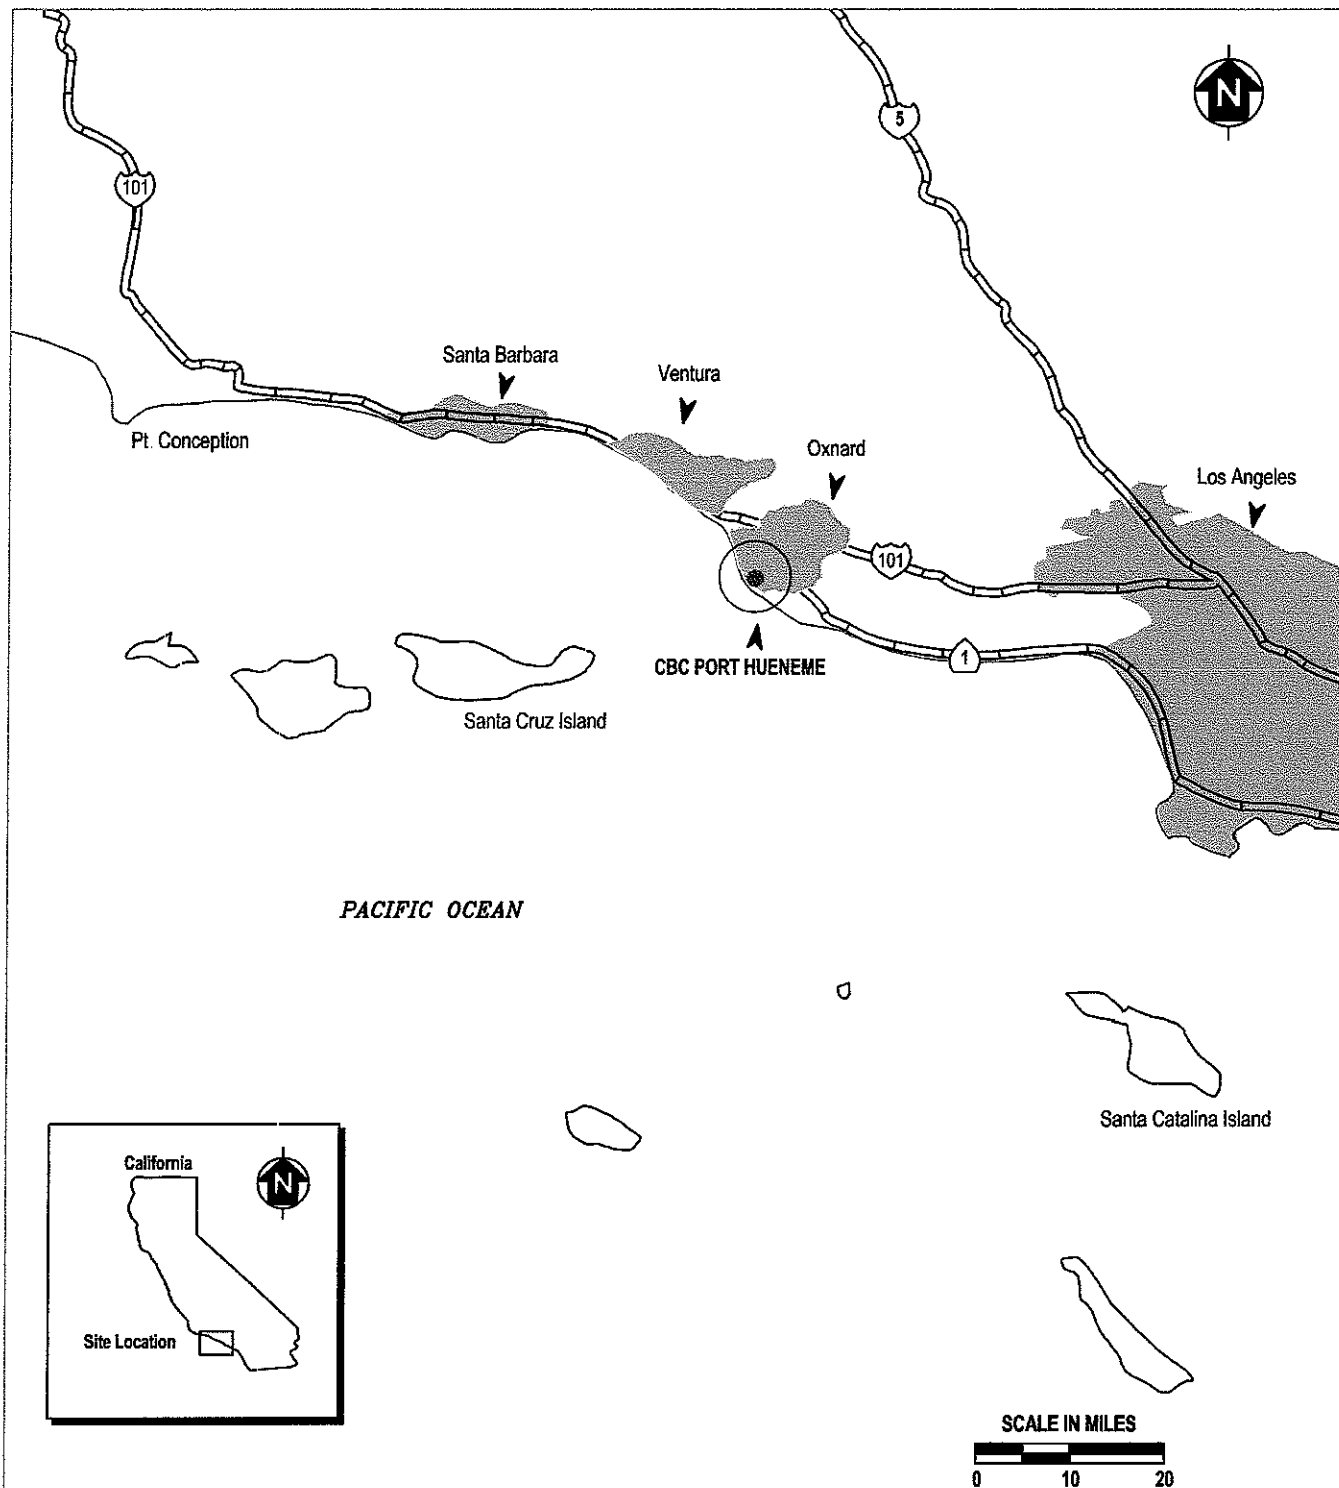 N
5
101
Santa Barbara
Ventura
Pt. Conception
Oxnard
Los Angeles
101
CBC PORT HUENEME
1
Santa Cruz Island
PACIFIC OCEAN
Santa Catalina Island
California
N
Site Location
SCALE IN MILES
0 10 20